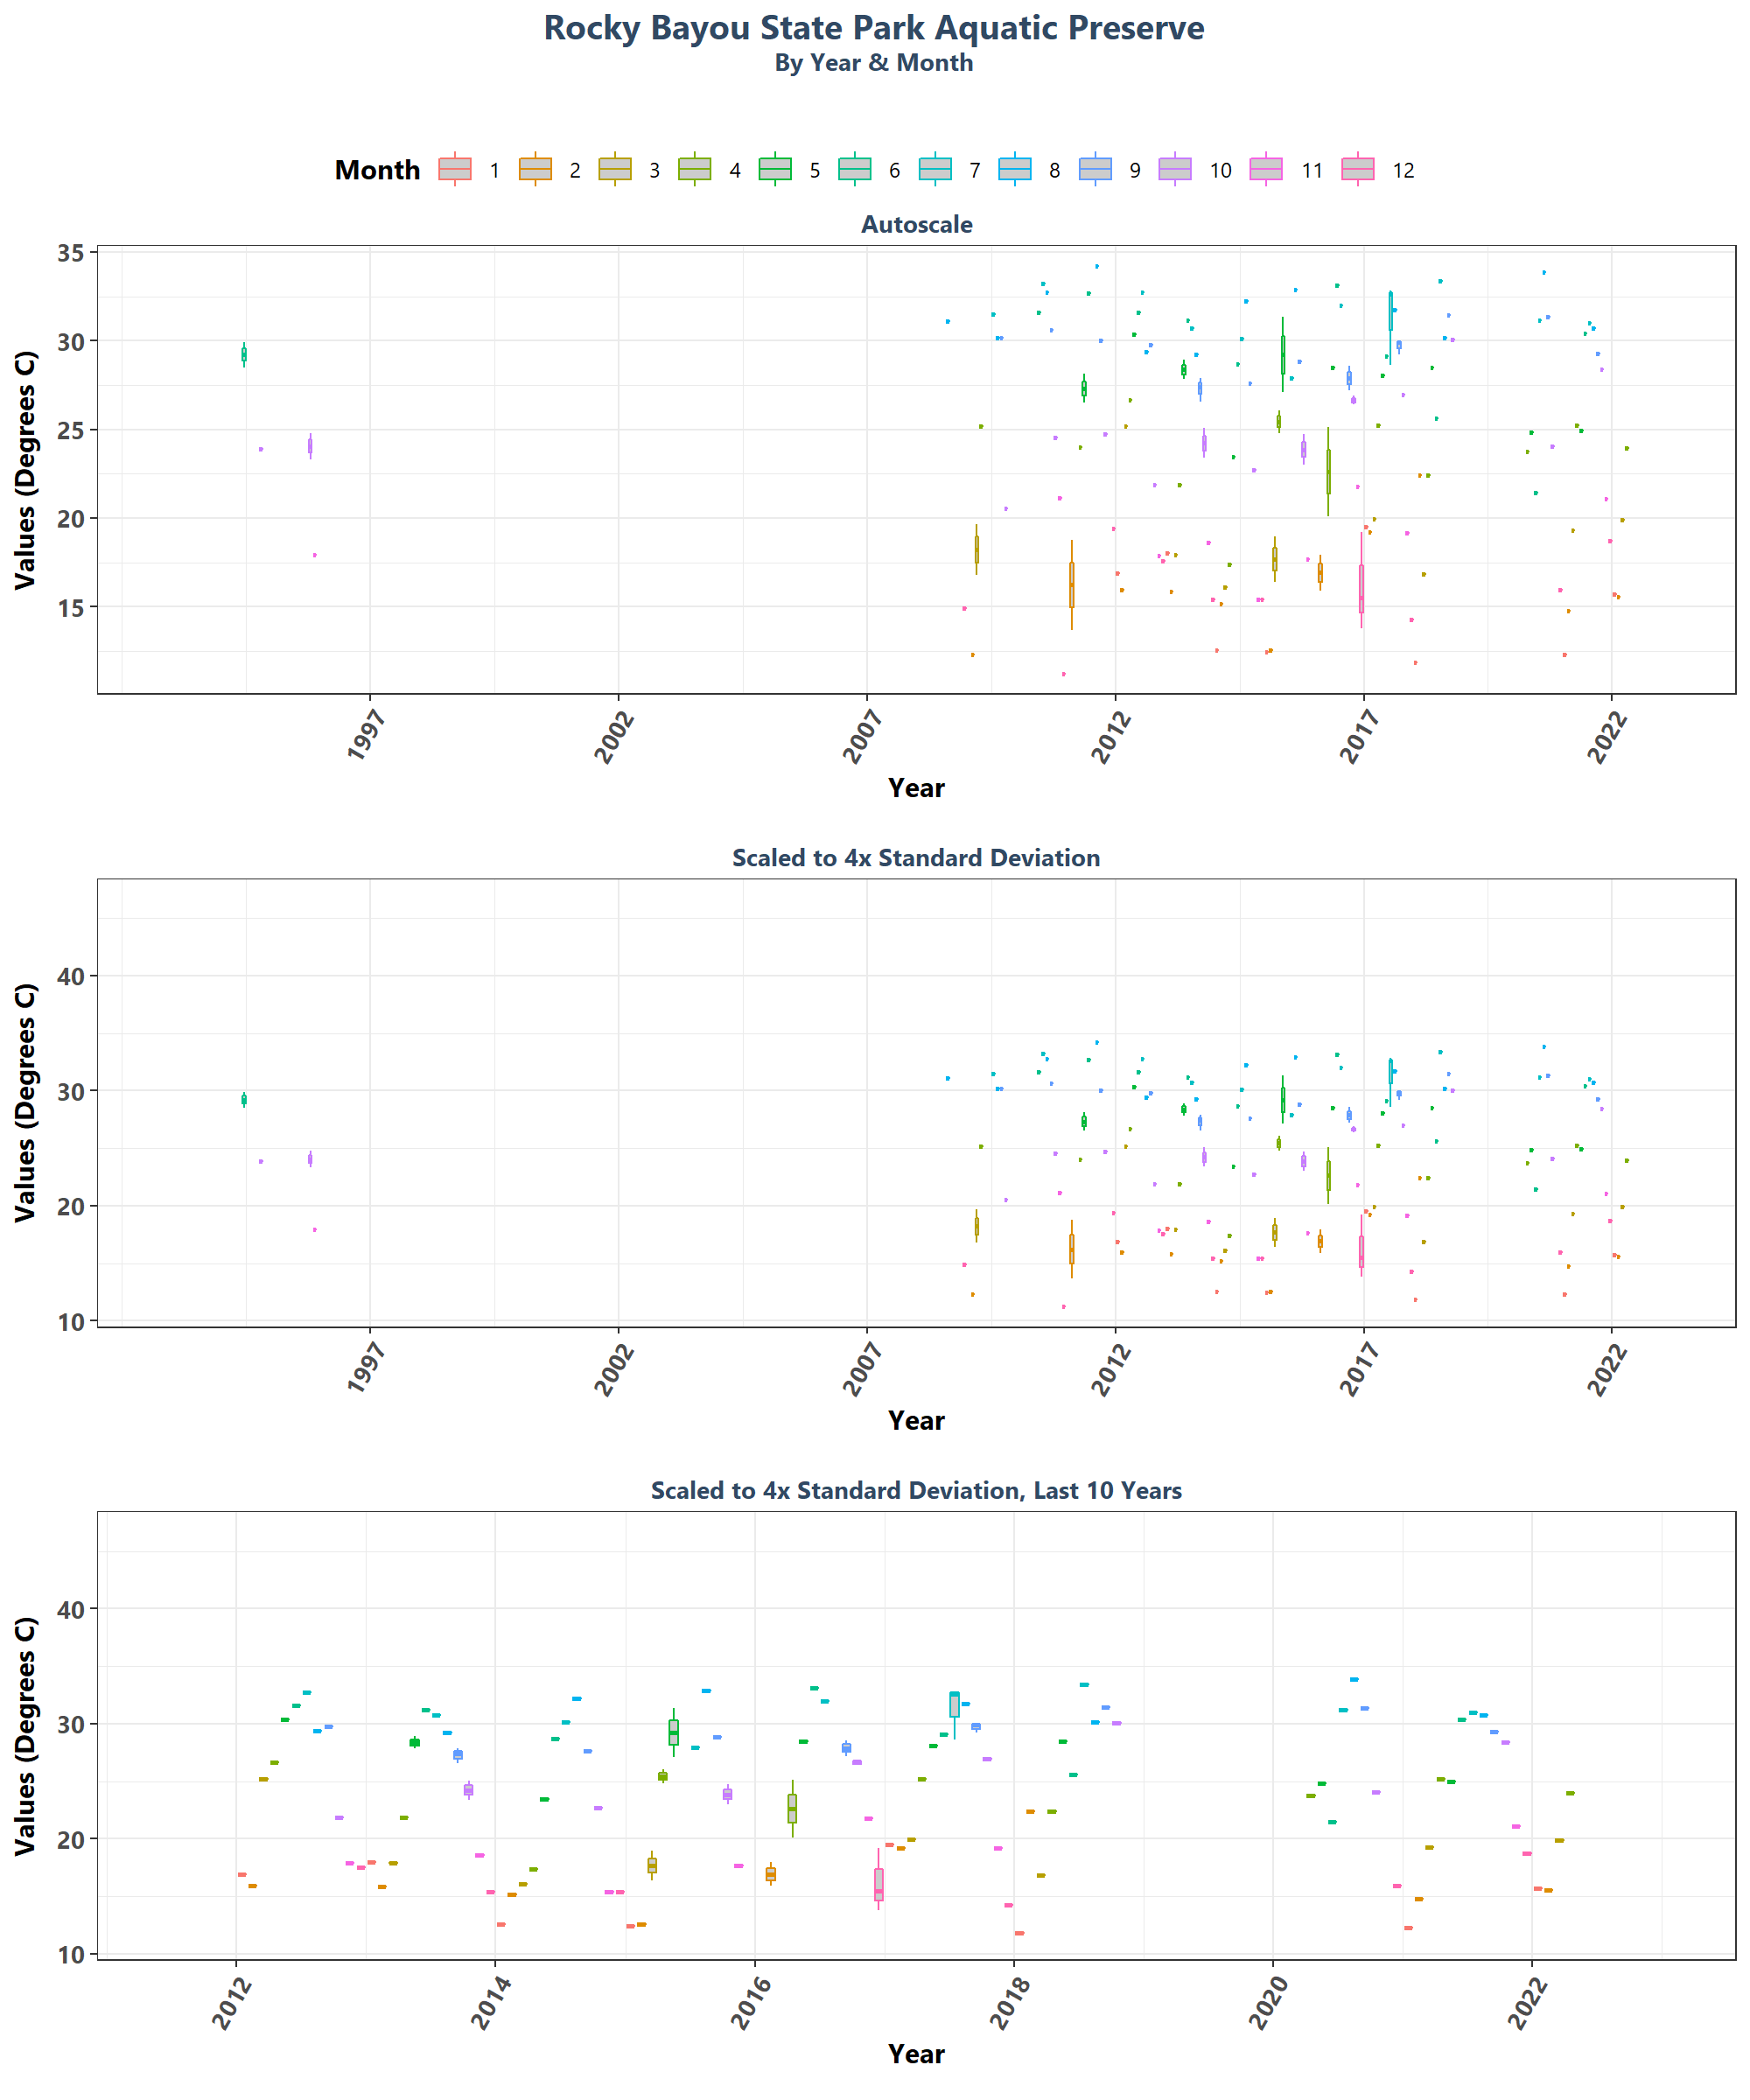 Rocky Bayou State Park Aquatic Preserve
By Year & Month
Month 1 2 3 4 5 6 7 8 9 10 11 12
Autoscale
35
30
25
20
15
Values (Degrees C)
1997 2002 2007 2012 2017 2022
Year
Scaled to 4x Standard Deviation
40
30
20
10
Values (Degrees C)
1997 2002 2007 2012 2017 2022
Year
Scaled to 4x Standard Deviation, Last 10 Years
40
30
20
10
Values (Degrees C)
2012 2014 2016 2018 2020 2022
Year